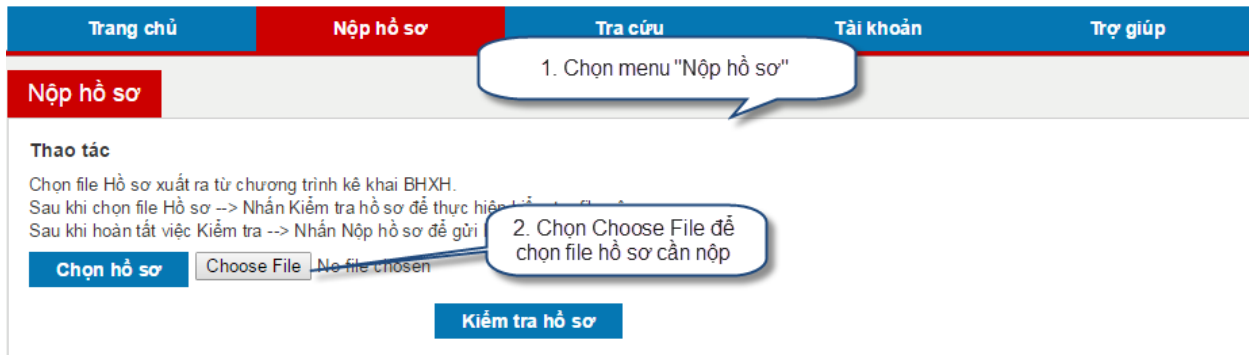 Trang chủ Nộp hồ sơ Tra cứu Tài khoản Trợ giúp
1. Chọn menu "Nộp hồ sơ"
Nộp hồ sơ
Thao tác
Chọn file Hồ sơ xuất ra từ chương trình kê khai BHXH.
Sau khi chọn file Hồ sơ --> Nhấn Kiểm tra hồ sơ để thực hiện
Sau khi hoàn tất việc Kiểm tra --> Nhấn Nộp hồ sơ để gửi
2. Chọn Choose File để
chọn file hồ sơ cần nộp
Chọn hồ sơ Choose File No file chosen
Kiểm tra hồ sơ